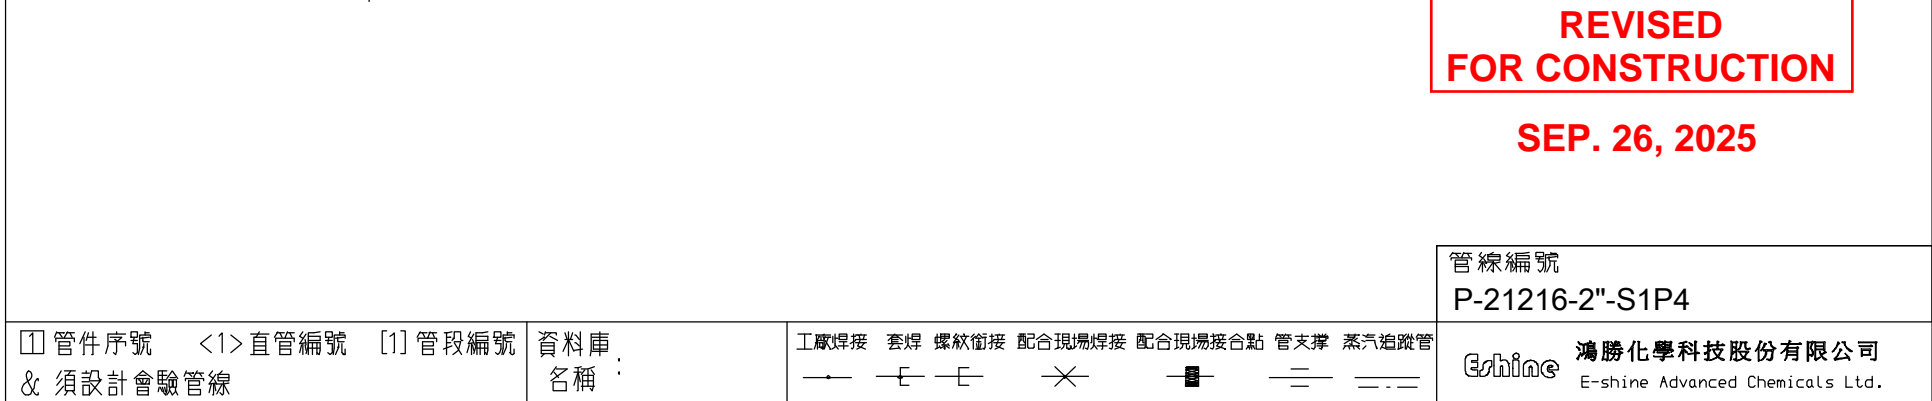 REVISED
FOR CONSTRUCTION
SEP. 26, 2025
管線編號
P-21216-2"-S1P4
1 管件序號 <1>直管編號 [1]管段編號
& 須設計會驗管線
資料庫
名稱 :
工廠焊接 套焊 螺紋銜接 配合現場焊接 配合現場接合點 管支撐 蒸汽追蹤管
Eshine
鴻勝化學科技股份有限公司
E-shine Advanced Chemicals Ltd.